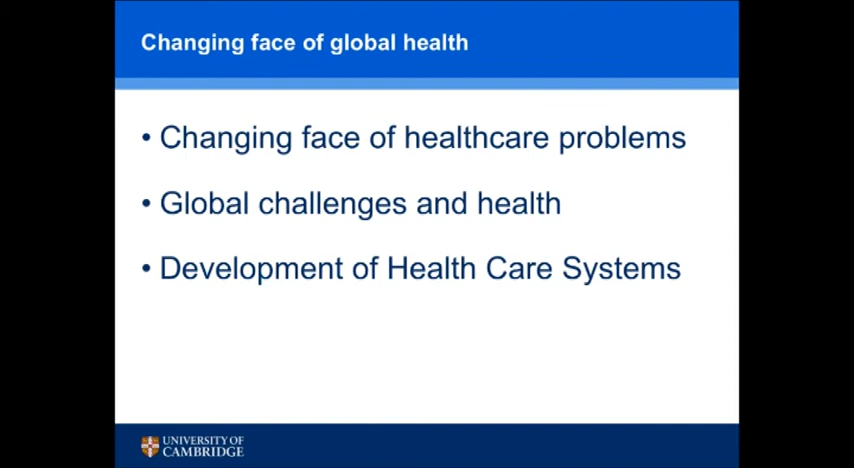 Changing face of global health
• Changing face of healthcare problems
• Global challenges and health
• Development of Health Care Systems
UNIVERSITY OF
CAMBRIDGE